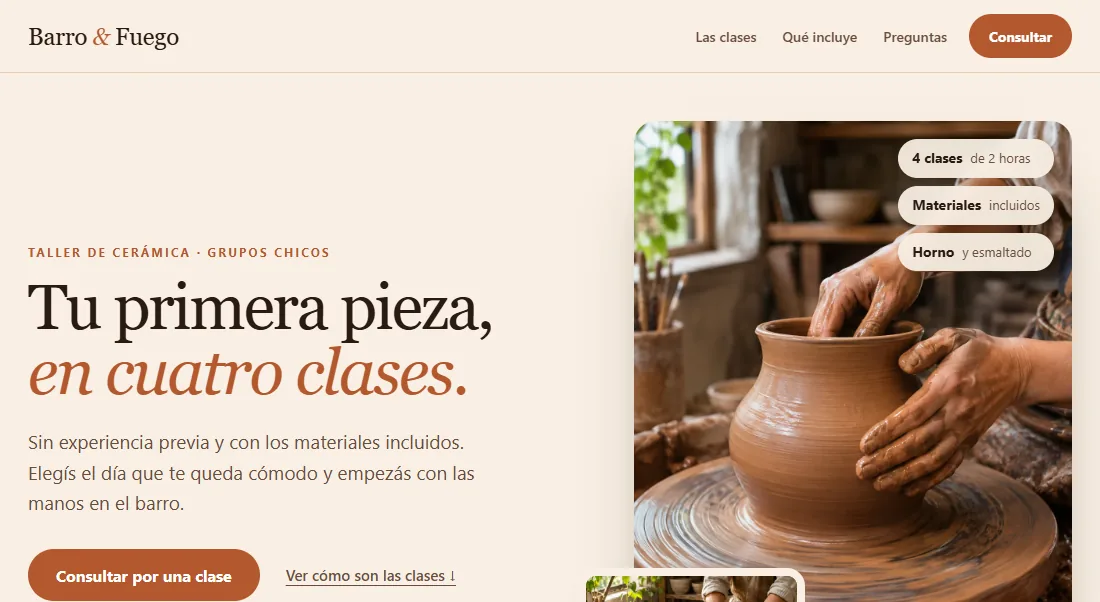 Barro & Fuego
Las clases
Qué incluye
Preguntas
Consultar
TALLER DE CERÁMICA · GRUPOS CHICOS
Tu primera pieza,
en cuatro clases.
Sin experiencia previa y con los materiales incluidos.
Elegís el día que te queda cómodo y empezás con las
manos en el barro.
Consultar por una clase
Ver cómo son las clases ↓
4 clases de 2 horas
Materiales incluidos
Horno y esmaltado